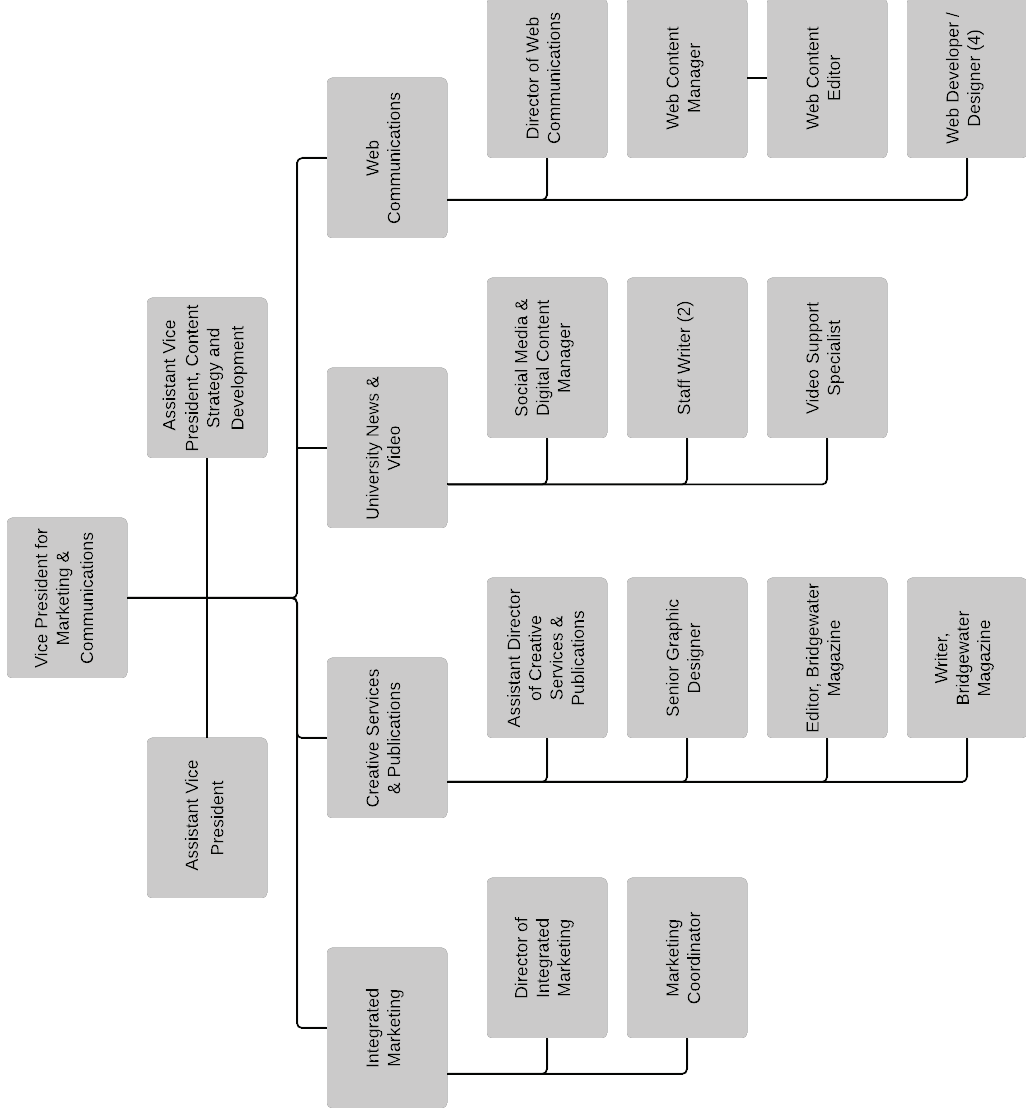 Vice President for
Marketing &
Communications
Assistant Vice
President
Assistant Vice
President, Content
Strategy and
Development
Integrated
Marketing
Creative Services
& Publications
University News &
Video
Web
Communications
Director of
Integrated
Marketing
Marketing
Coordinator
Assistant Director
of Creative
Services &
Publications
Senior Graphic
Designer
Editor, Bridgewater
Magazine
Writer,
Bridgewater
Magazine
Social Media &
Digital Content
Manager
Staff Writer (2)
Video Support
Specialist
Director of Web
Communications
Web Content
Manager
Web Content
Editor
Web Developer /
Designer (4)